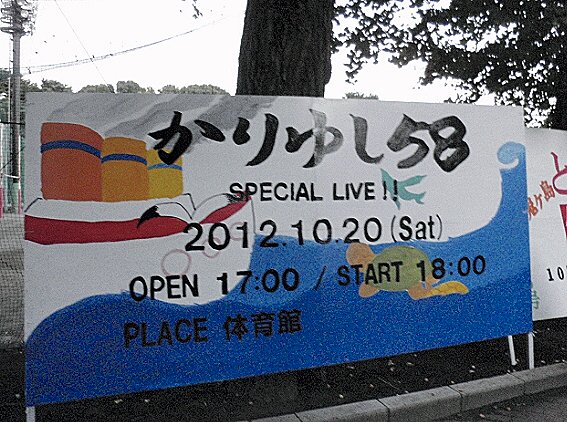 かりゆし58
SPECIAL LIVE!!
2012.10.20(Sat)
OPEN 17:00 / START 18:00
PLACE 体育館
10